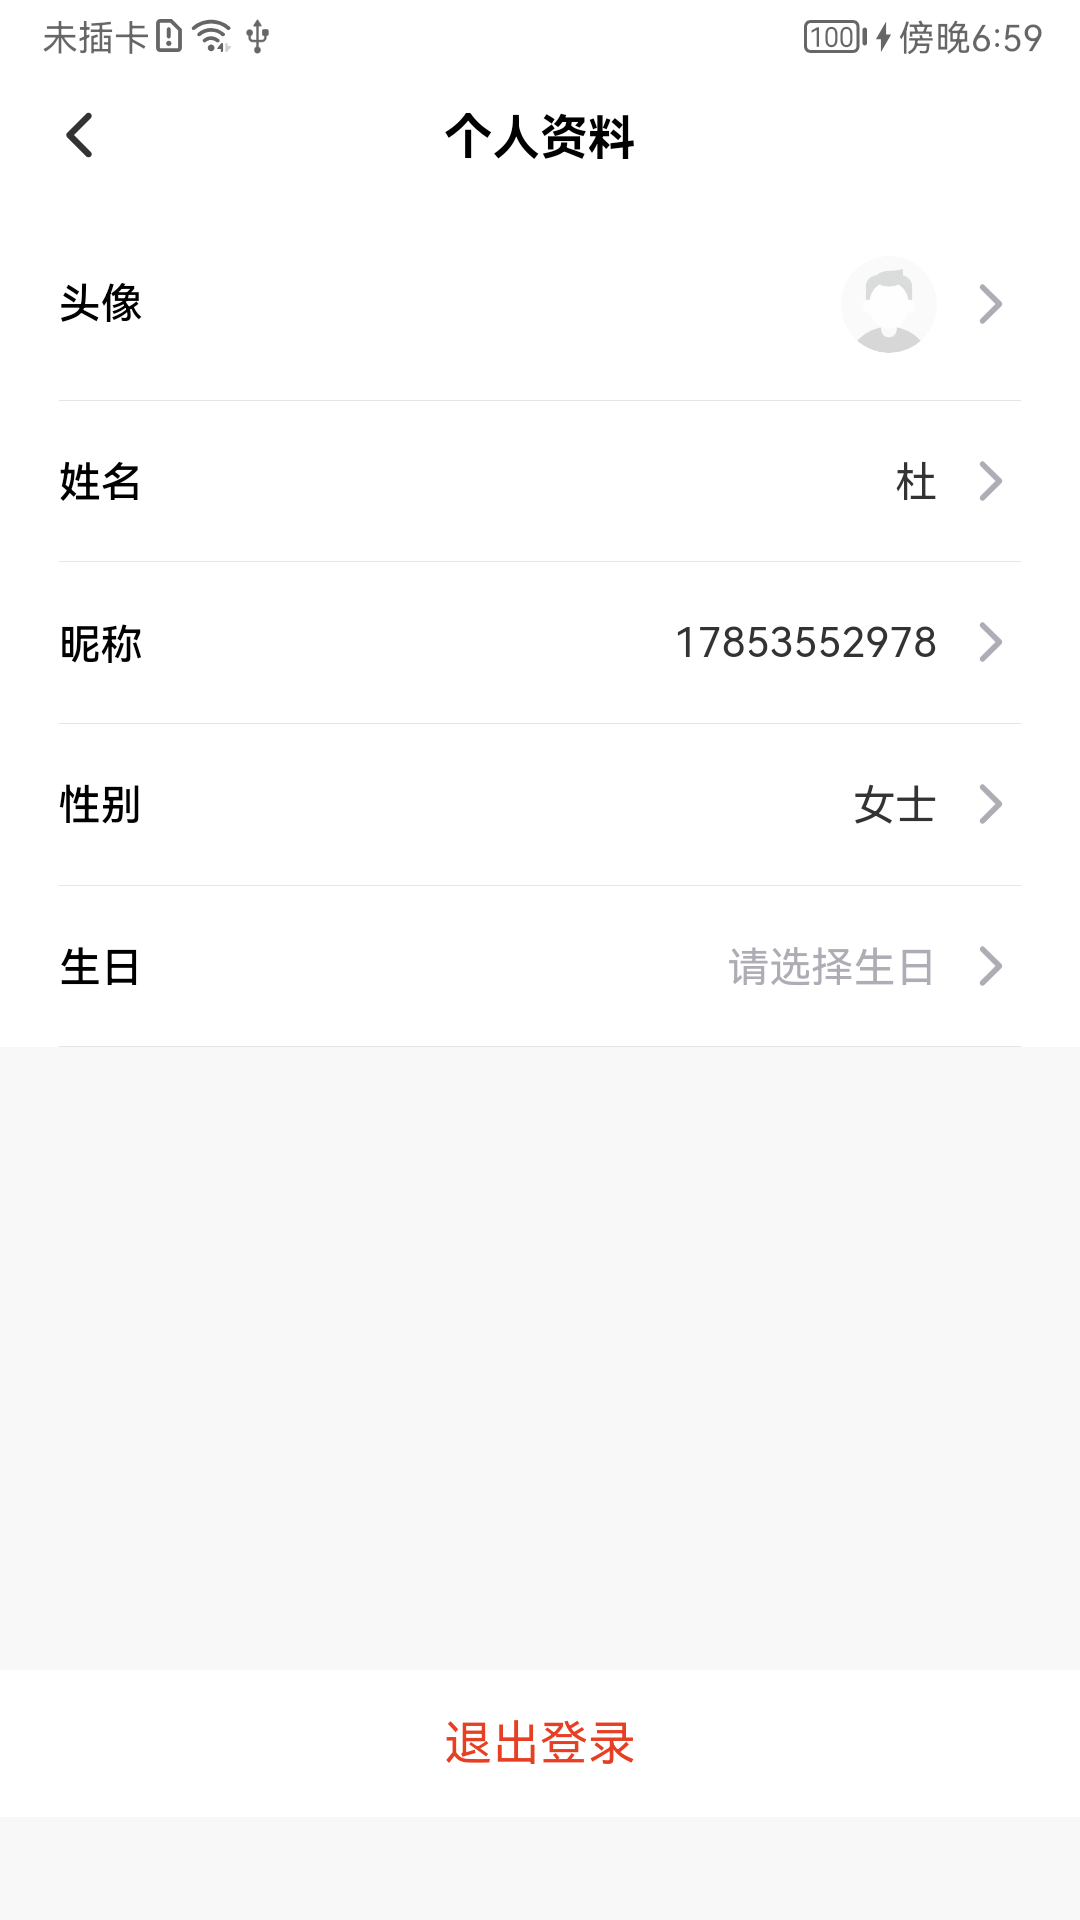 未插卡 100 傍晚6:59
个人资料
头像
姓名 杜
昵称 17853552978
性别 女士
生日 请选择生日
退出登录